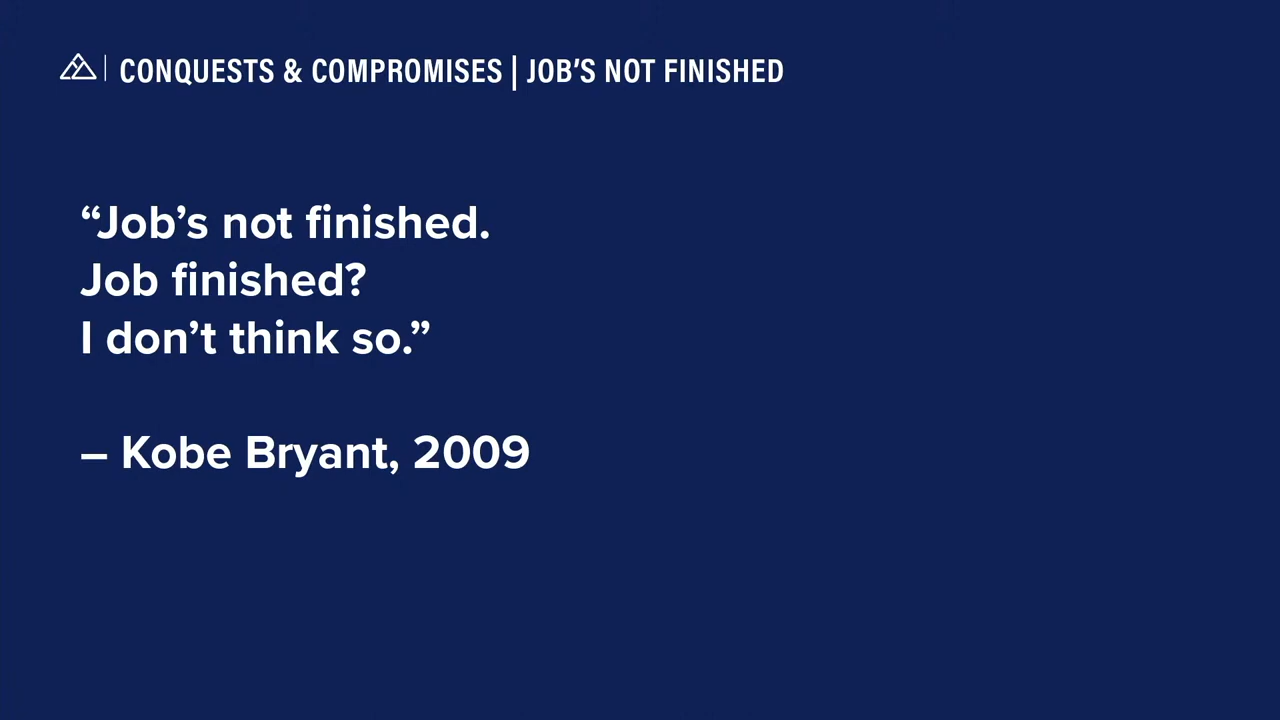 CONQUESTS & COMPROMISES | JOB’S NOT FINISHED
“Job’s not finished.
Job finished?
I don’t think so.”
– Kobe Bryant, 2009